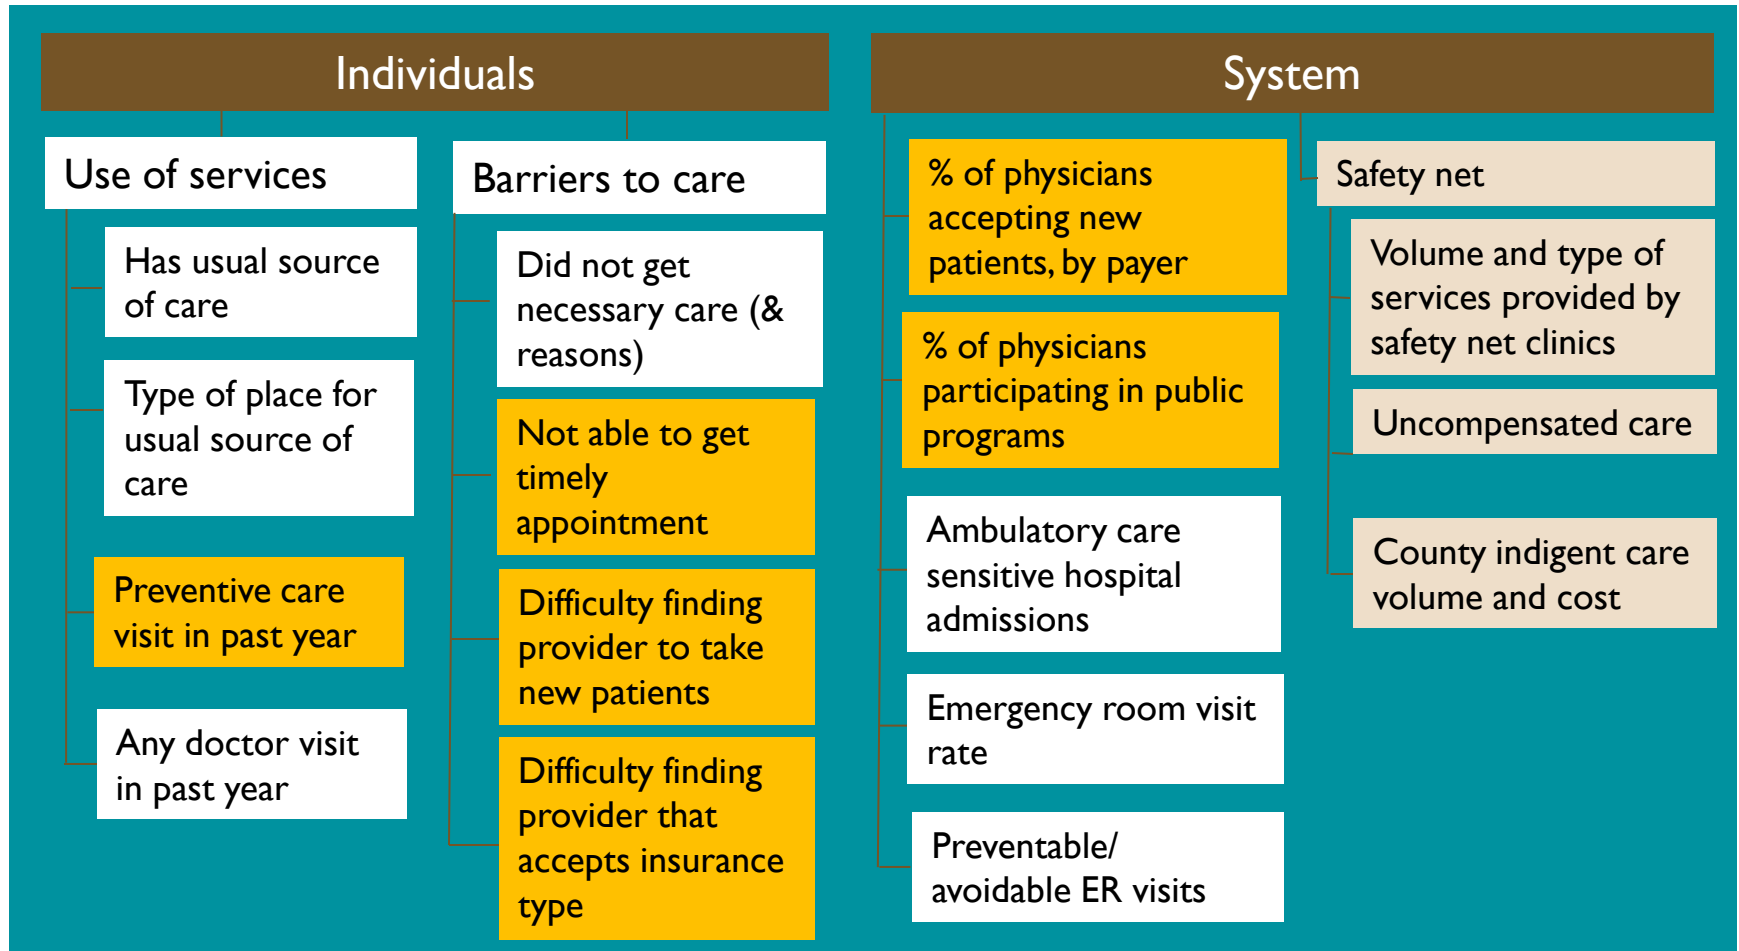 Individuals
Use of services
Has usual source
of care
Type of place for
usual source of
care
Preventive care
visit in past year
Any doctor visit
in past year
Barriers to care
Did not get
necessary care (&
reasons)
Not able to get
timely
appointment
Difficulty finding
provider to take
new patients
Difficulty finding
provider that
accepts insurance
type
System
% of physicians
accepting new
patients, by payer
% of physicians
participating in public
programs
Ambulatory care
sensitive hospital
admissions
Emergency room visit
rate
Preventable/
avoidable ER visits
Safety net
Volume and type of
services provided by
safety net clinics
Uncompensated care
County indigent care
volume and cost